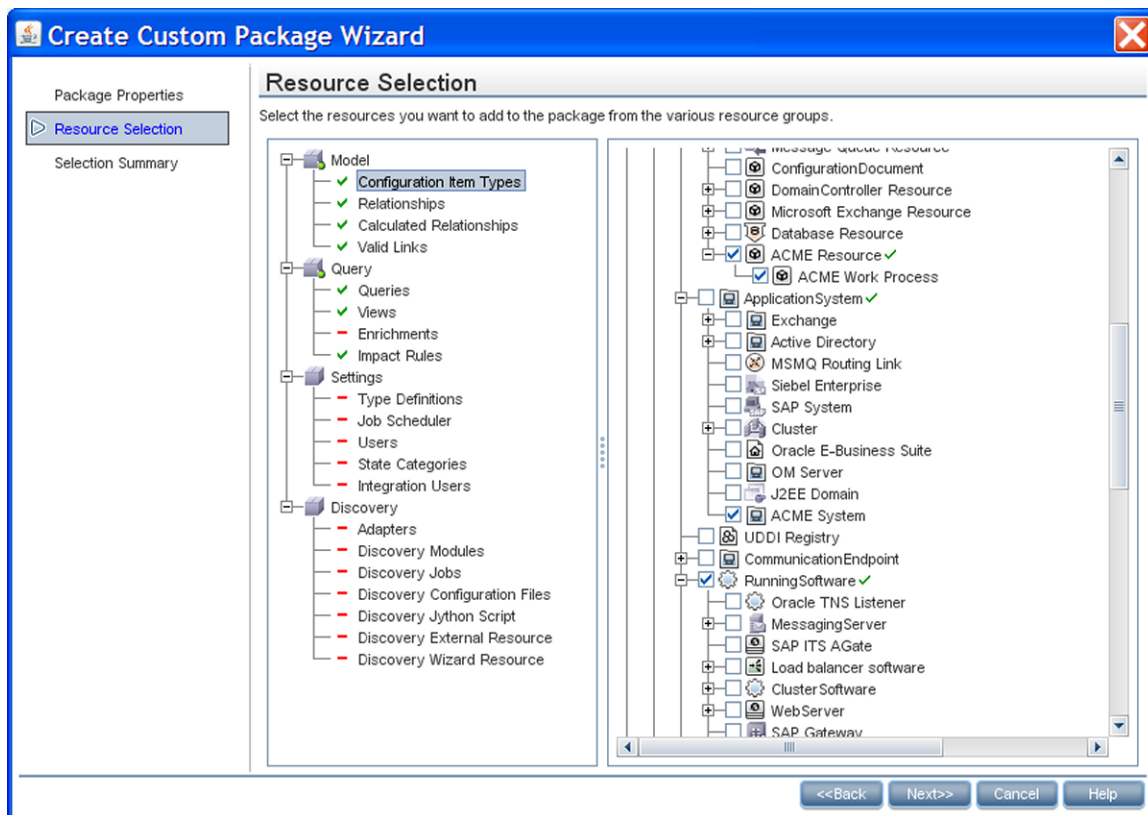 Create Custom Package Wizard
Package Properties
Resource Selection
Selection Summary
Resource Selection
Select the resources you want to add to the package from the various resource groups.
Model
Configuration Item Types
Relationships
Calculated Relationships
Valid Links
Query
Queries
Views
Enrichments
Impact Rules
Settings
Type Definitions
Job Scheduler
Users
State Categories
Integration Users
Discovery
Adapters
Discovery Modules
Discovery Jobs
Discovery Configuration Files
Discovery Jython Script
Discovery External Resource
Discovery Wizard Resource
Message Queue Resource
ConfigurationDocument
DomainController Resource
Microsoft Exchange Resource
Database Resource
ACME Resource
ACME Work Process
ApplicationSystem
Exchange
Active Directory
MSMQ Routing Link
Siebel Enterprise
SAP System
Cluster
Oracle E-Business Suite
OM Server
J2EE Domain
ACME System
UDDI Registry
CommunicationEndpoint
RunningSoftware
Oracle TNS Listener
MessagingServer
SAP ITS AGate
Load balancer software
ClusterSoftware
WebServer
SAP Gateway
<<Back
Next>>
Cancel
Help